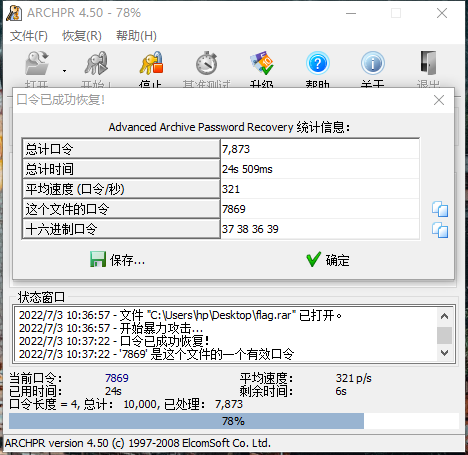 ARCHPR 4.50 - 78%
文件(F) 恢复(R) 帮助(H)
打开 开始! 停止 基准测试 升级 帮助 关于 退出
口令已成功恢复!
Advanced Archive Password Recovery 统计信息:
总计口令 7,873
总计时间 24s 509ms
平均速度 (口令/秒) 321
这个文件的口令 7869
十六进制口令 37 38 36 39
保存... 确定
状态窗口
2022/7/3 10:36:57 - 文件 "C:\Users\hp\Desktop\flag.rar" 已打开。
2022/7/3 10:36:57 - 开始暴力攻击...
2022/7/3 10:37:22 - 口令已成功恢复!
2022/7/3 10:37:22 - '7869' 是这个文件的一个有效口令
当前口令: 7869 平均速度: 321 p/s
已用时间: 24s 剩余时间: 6s
口令长度 = 4, 总计: 10,000, 已处理: 7,873
78%
ARCHPR version 4.50 (c) 1997-2008 ElcomSoft Co. Ltd.